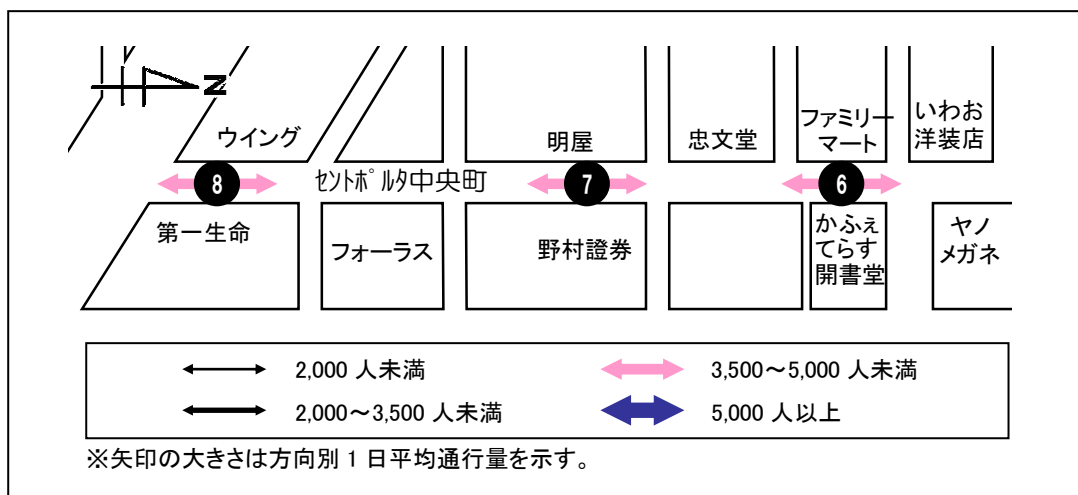 N
ウイング
明屋
忠文堂
ファミリー
マート
いわお
洋装店
8
セントポルタ中央町
7
6
第一生命
フォーラス
野村證券
かふぇ
てらす
開書堂
ヤノ
メガネ
2,000 人未満
3,500～5,000 人未満
2,000～3,500 人未満
5,000 人以上
※矢印の大きさは方向別 1 日平均通行量を示す。